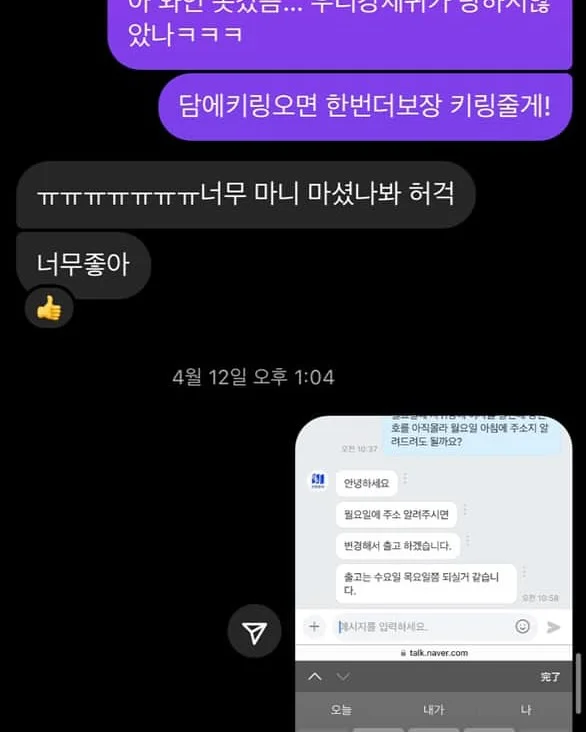 았나ㅋㅋㅋ
담에키링오면 한번더보장 키링줄게!
ㅠㅠㅠㅠㅠㅠㅠ너무 마니 마셨나봐 허걱
너무좋아
4월 12일 오후 1:04
호를 아직몰라 월요일 아침에 주소지 알
려드려도 될까요?
오전 10:37
안녕하세요
월요일에 주소 알려주시면
변경해서 출고 하겠습니다.
출고는 수요일 목요일쯤 되실거 같습니
다.
오전 10:58
메시지를 입력하세요.
talk.naver.com
完了
오늘 내가 나